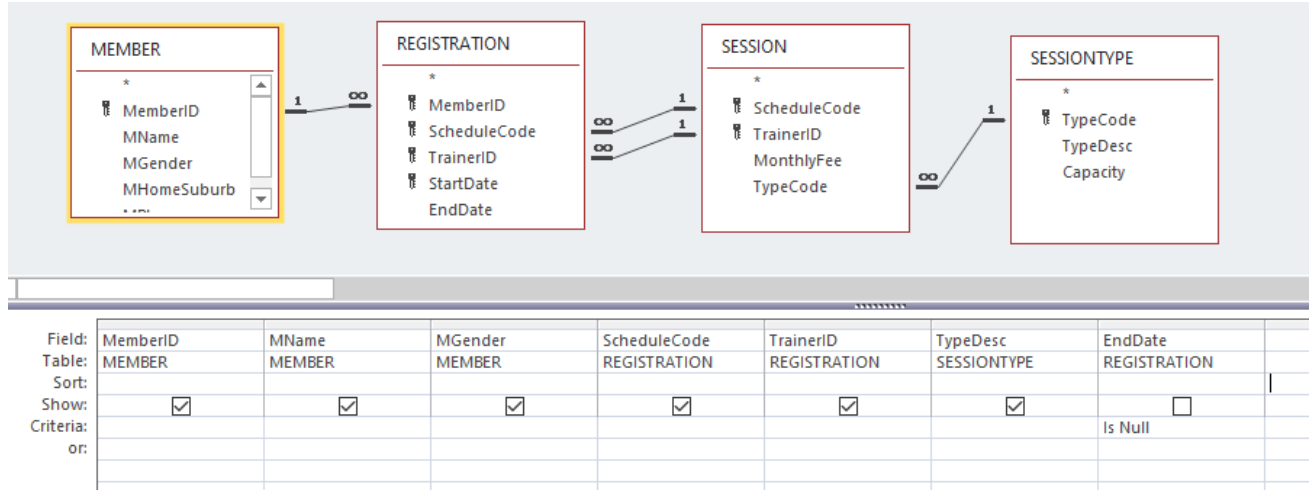 MEMBER
*
MemberID
MName
MGender
MHomeSuburb
REGISTRATION
*
MemberID
ScheduleCode
TrainerID
StartDate
EndDate
SESSION
*
ScheduleCode
TrainerID
MonthlyFee
TypeCode
SESSIONTYPE
*
TypeCode
TypeDesc
Capacity
1 ∞
∞ 1
∞ 1
∞ 1
Field: MemberID MName MGender ScheduleCode TrainerID TypeDesc EndDate
Table: MEMBER MEMBER MEMBER REGISTRATION REGISTRATION SESSIONTYPE REGISTRATION
Sort:
Show:
Criteria: Is Null
or: